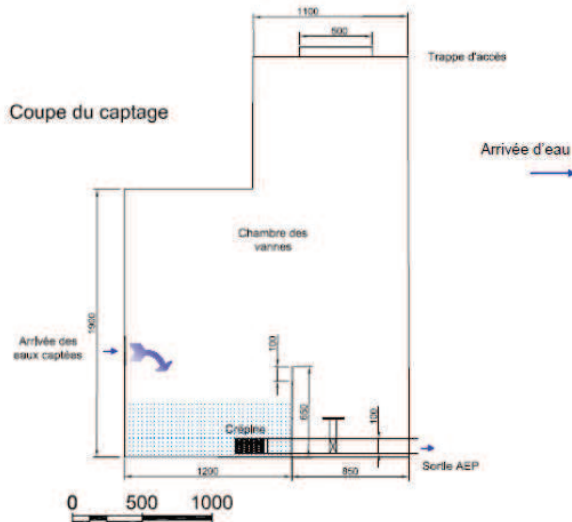 1100
500
Trappe d'accès
Coupe du captage
Arrivée d'eau
Chambre des
vannes
1900
Arrivée des
eaux captées
100
650
100
Crépine
Sortie AEP
1200
850
0 500 1000